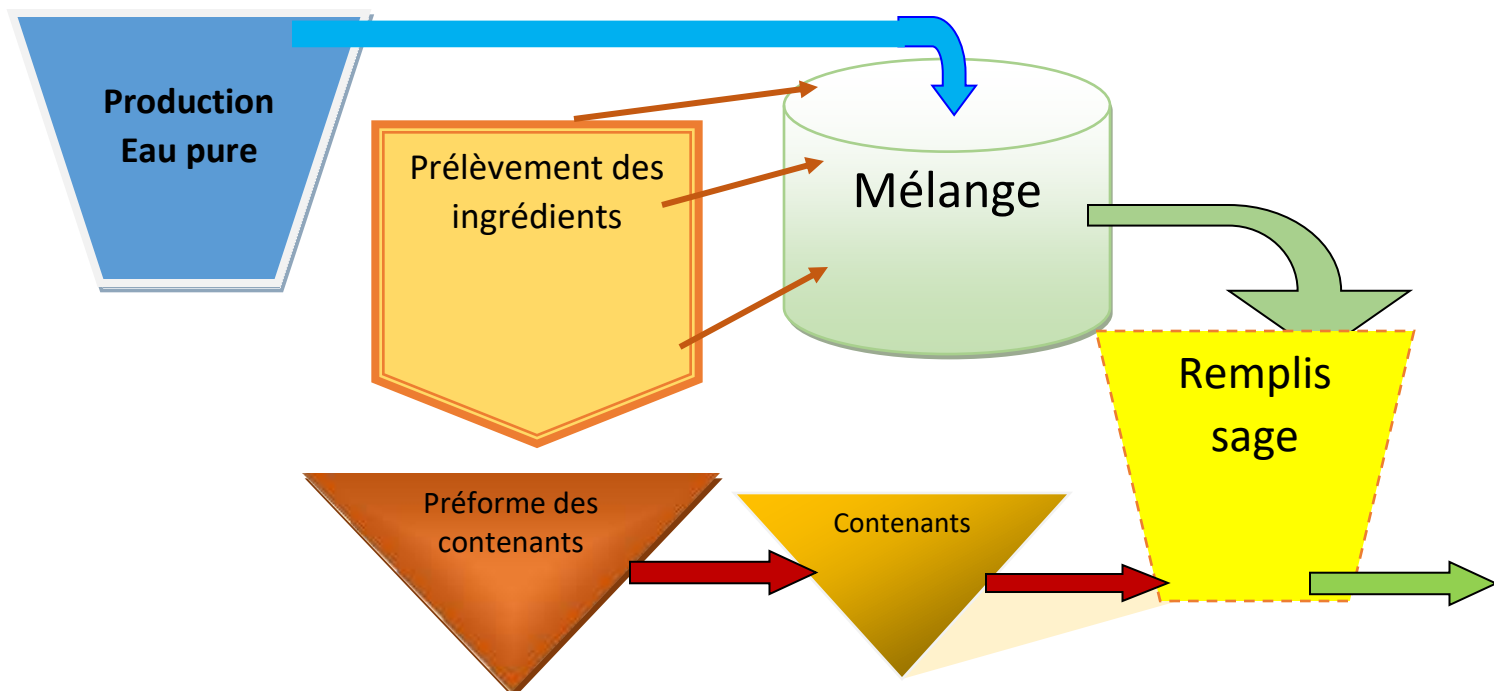 Production
Eau pure
Prélèvement des
ingrédients
Mélange
Remplis
sage
Préforme des
contenants
Contenants